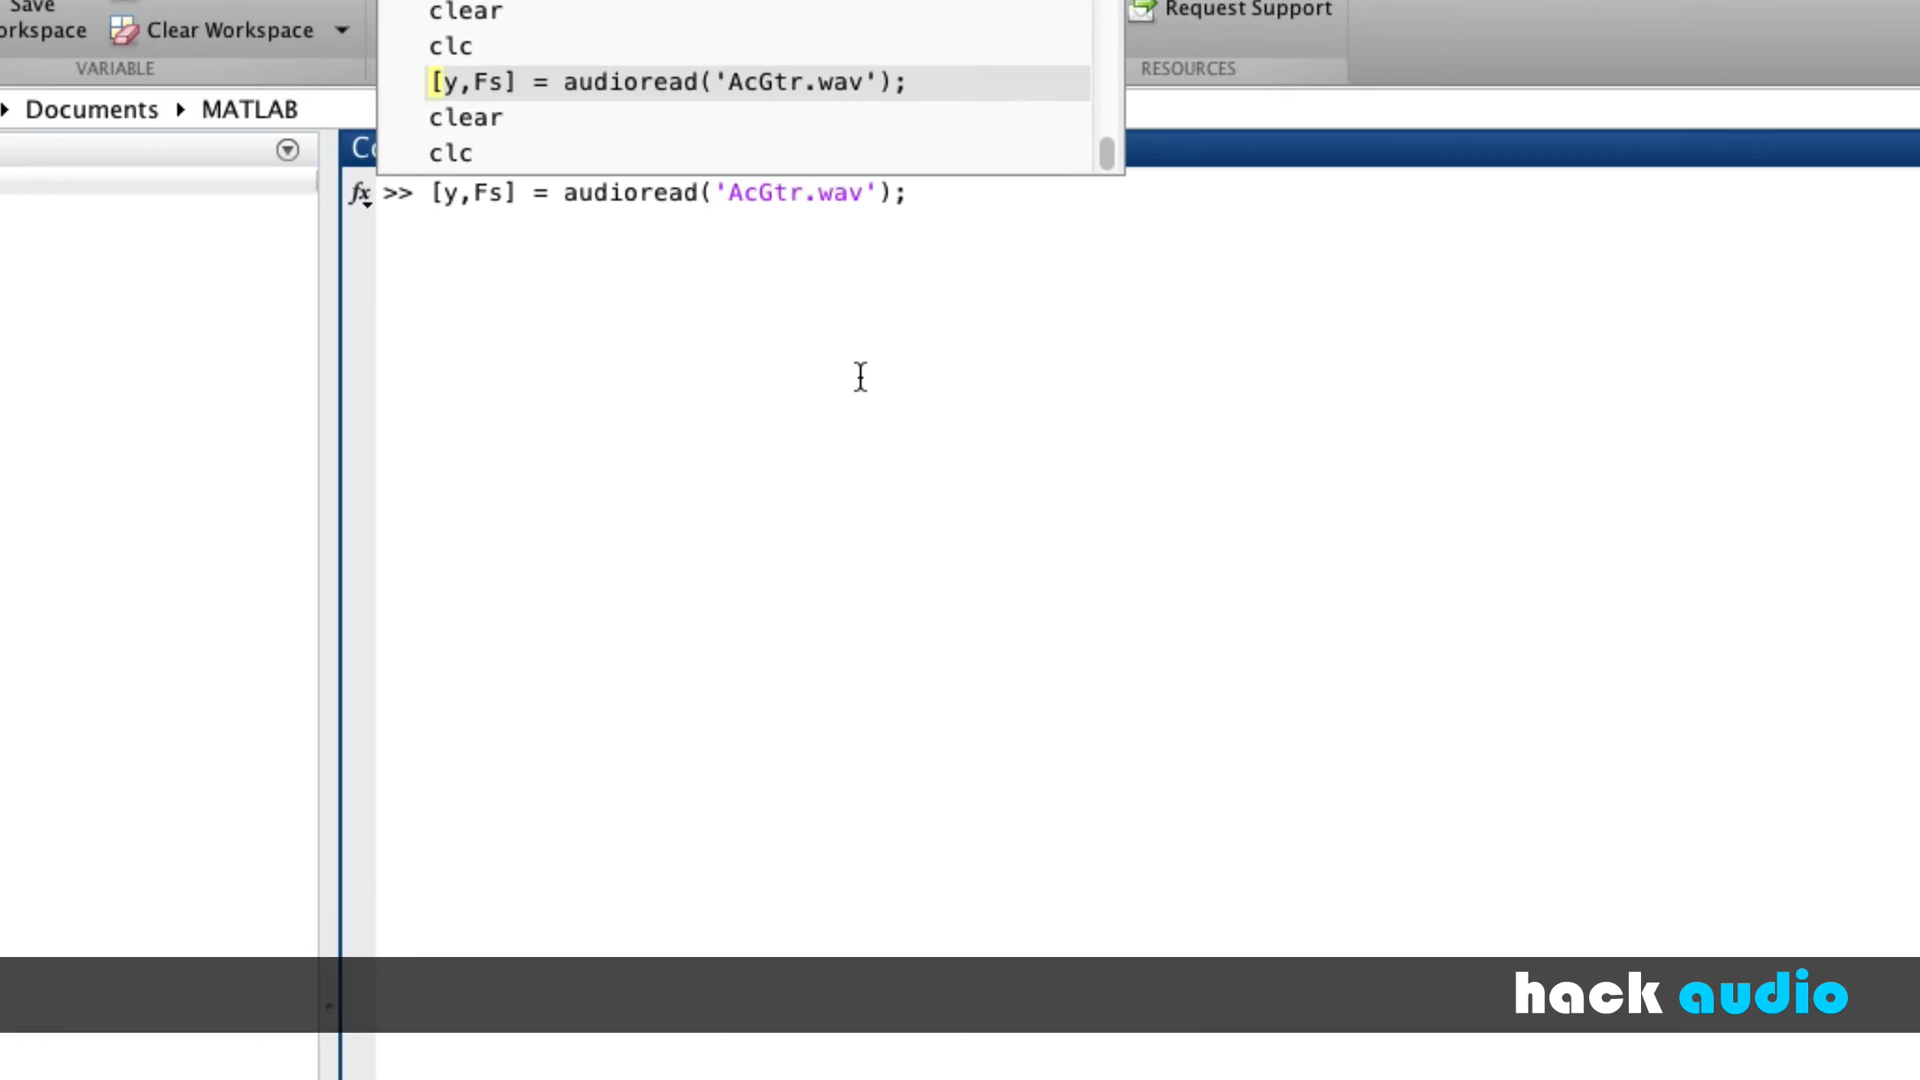 Save
orkspace
Clear Workspace
VARIABLE
Request Support
RESOURCES
Documents
MATLAB
clear
clc
[y,Fs] = audioread('AcGtr.wav');
clear
clc
Co
fx >> [y,Fs] = audioread('AcGtr.wav');
hack audio